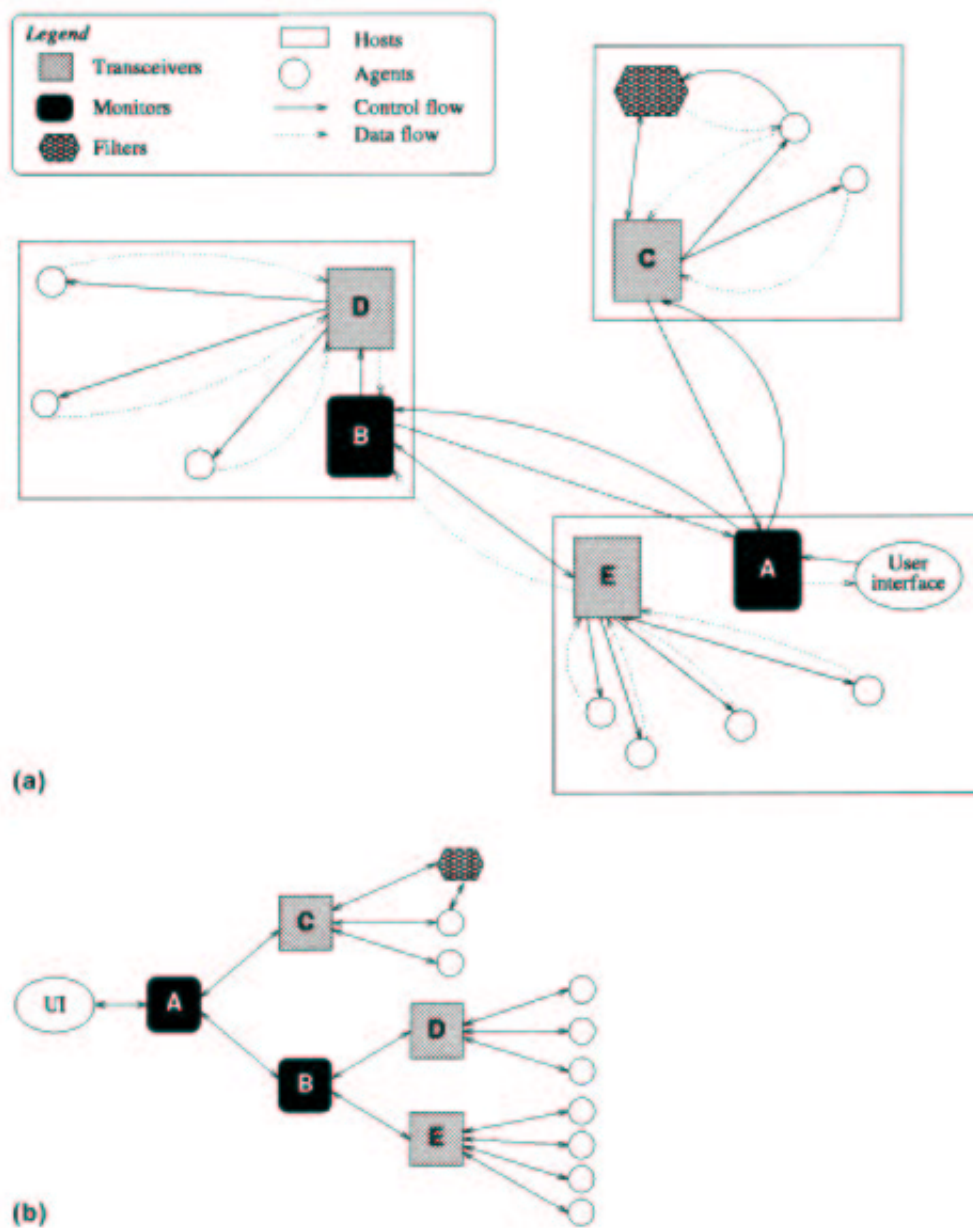 Legend
Transceivers
Monitors
Filters
Hosts
Agents
Control flow
Data flow
C
D
B
E
A
User
interface
(a)
C
UI
A
D
B
E
(b)